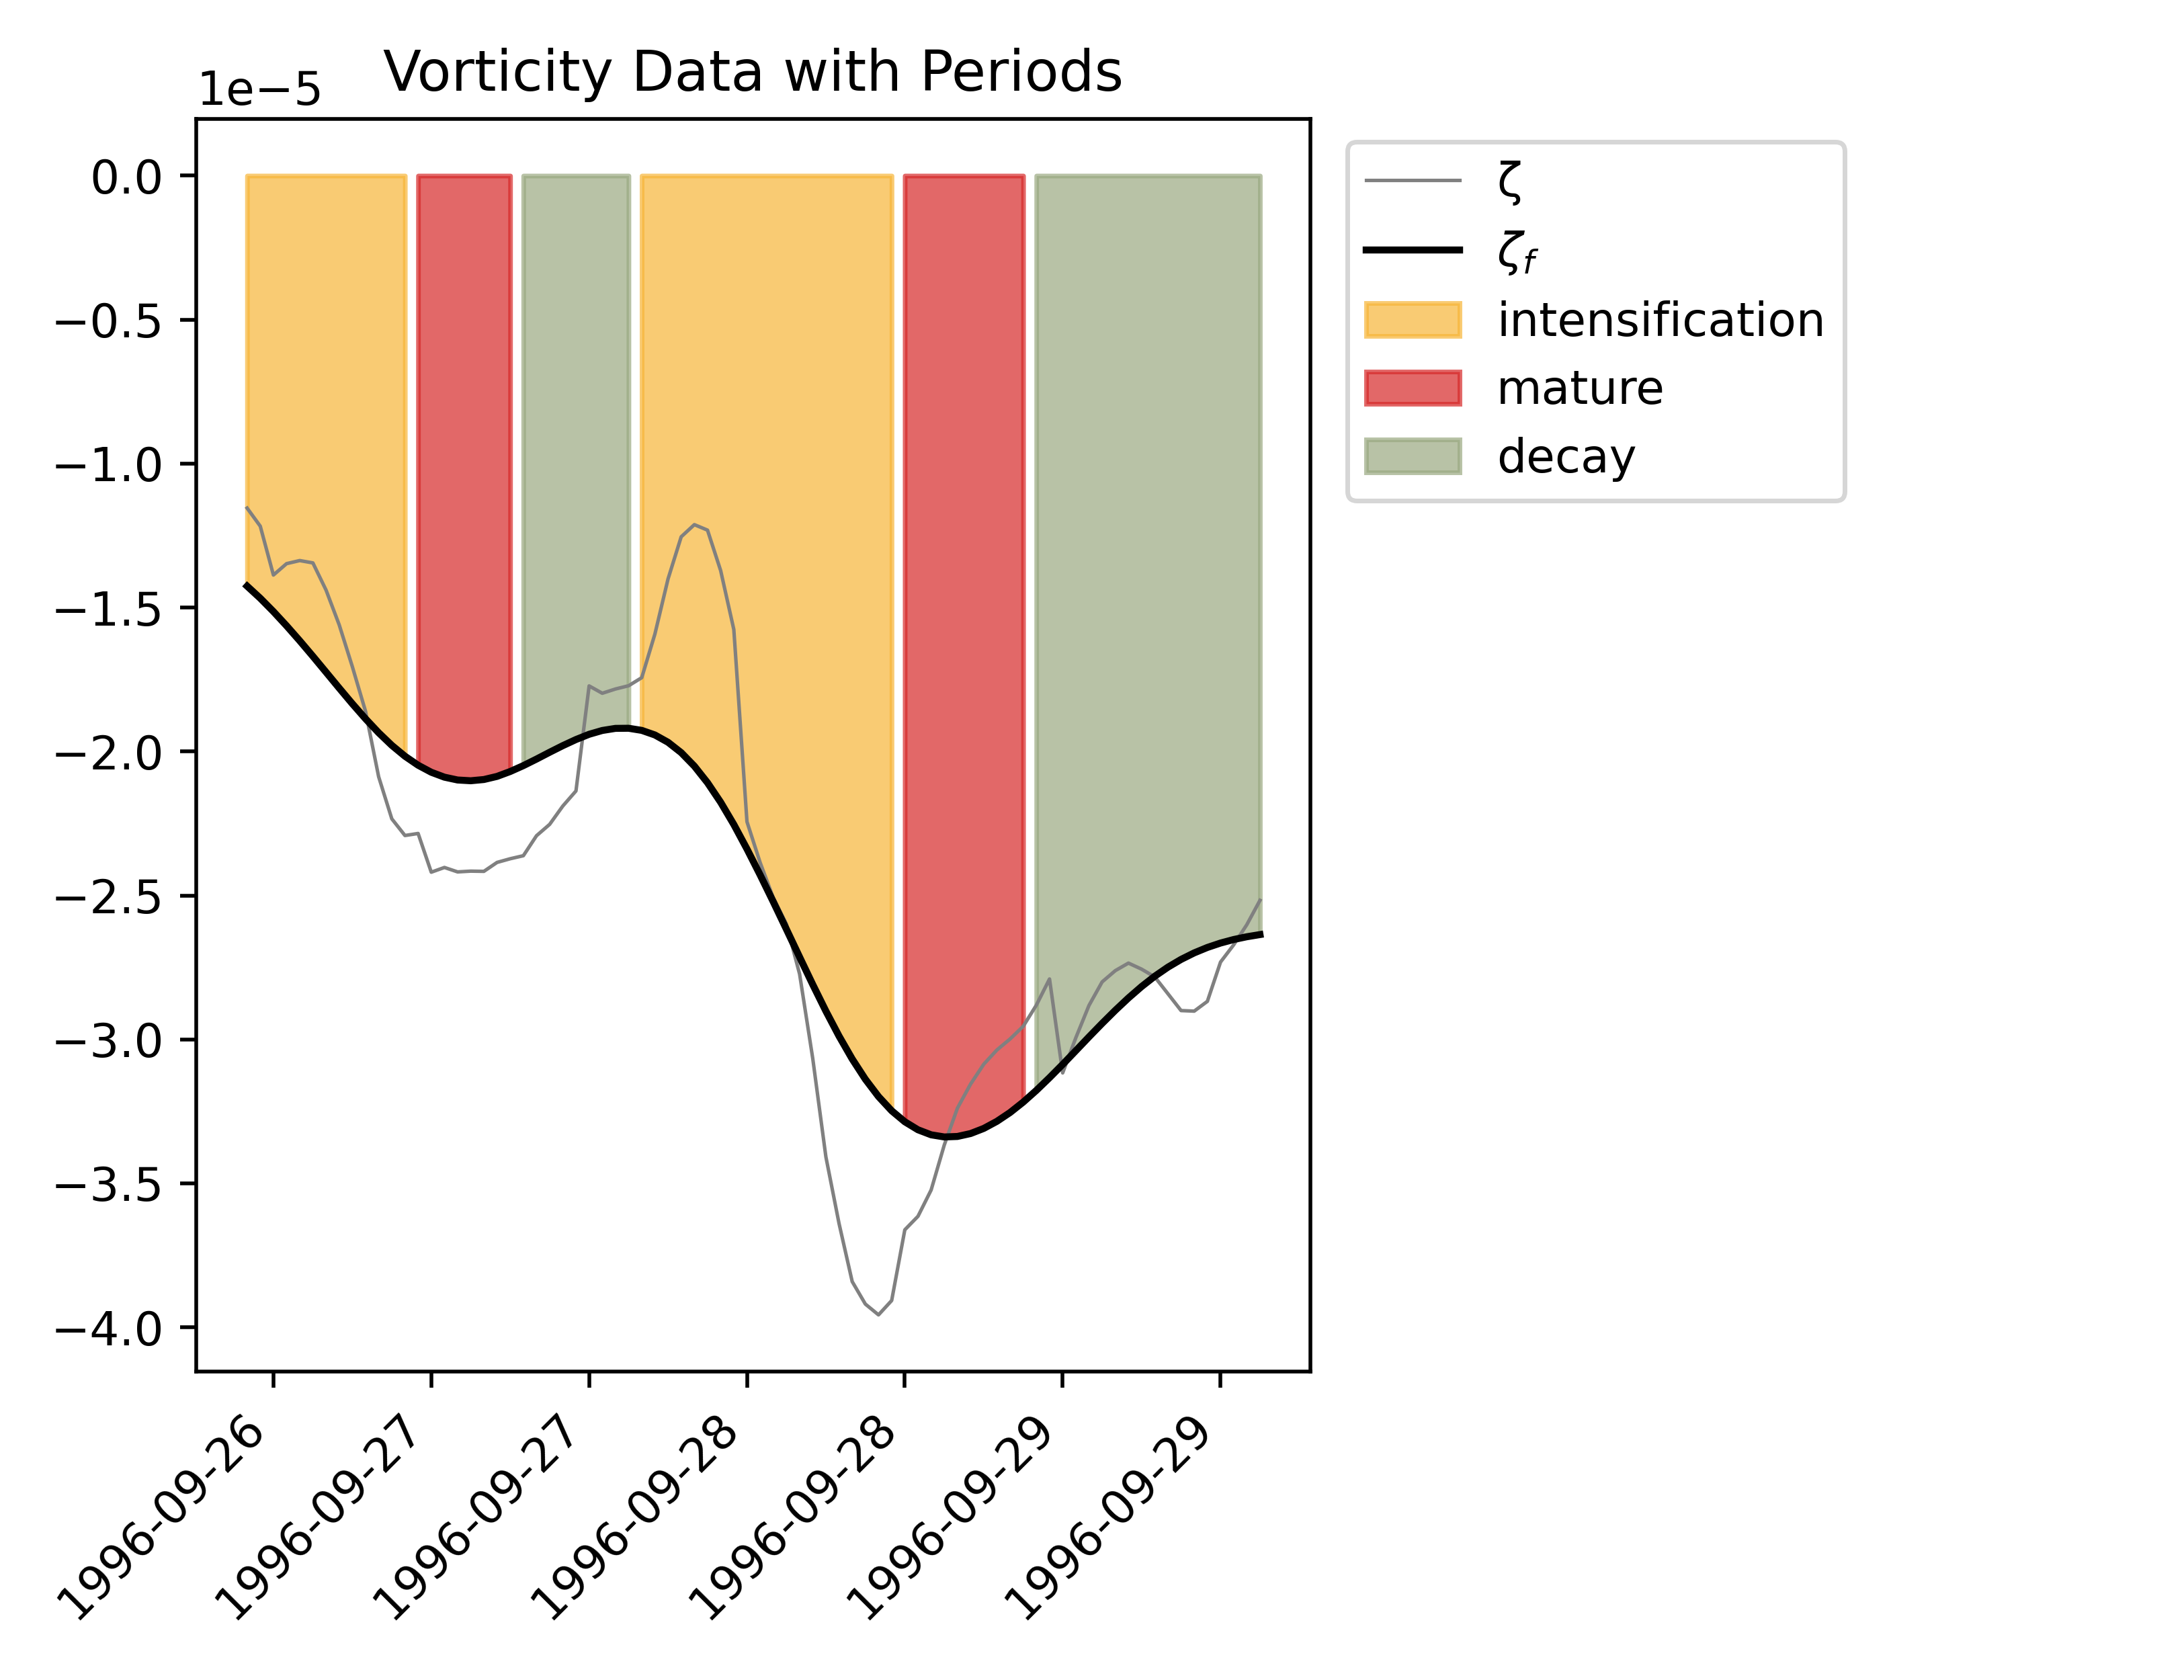 Vorticity Data with Periods
1e−5
0.0
−0.5
−1.0
−1.5
−2.0
−2.5
−3.0
−3.5
−4.0
1996-09-26
1996-09-27
1996-09-27
1996-09-28
1996-09-28
1996-09-29
1996-09-29
ζ
ζf
intensification
mature
decay